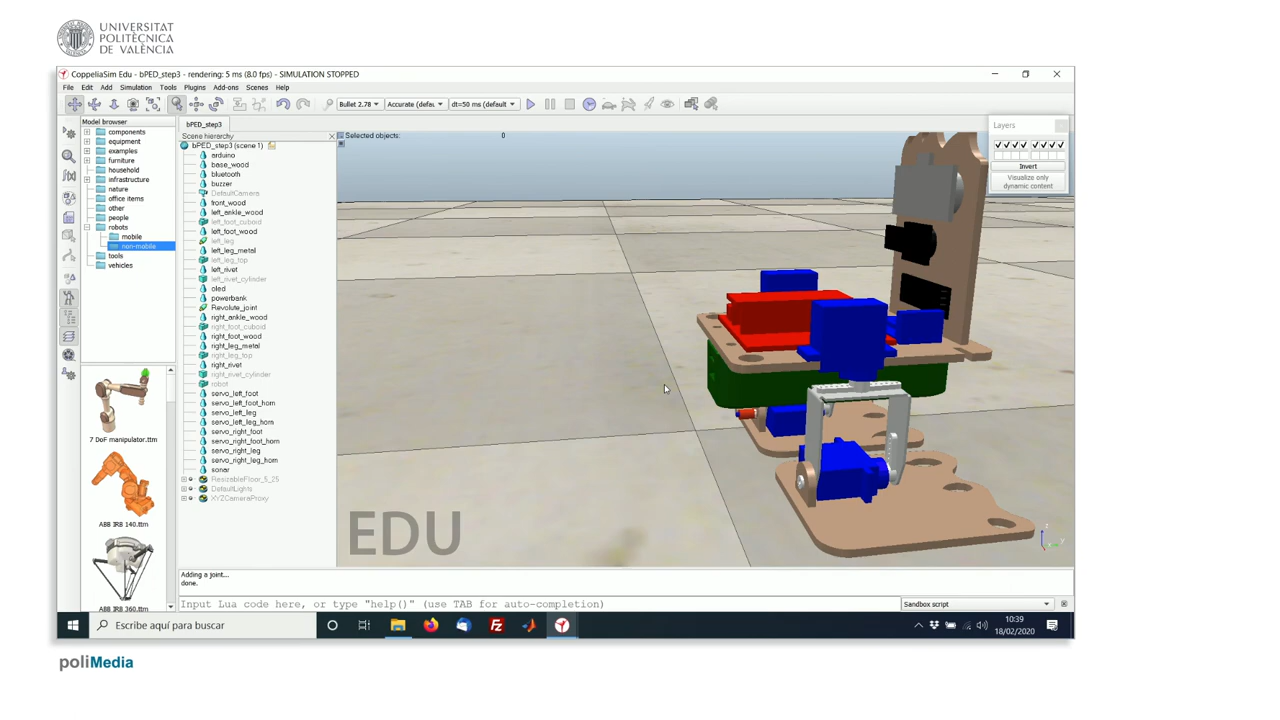 UNIVERSITAT
POLITÈCNICA
DE VALÈNCIA
CoppeliaSim Edu - bPED_step3 - rendering: 5 ms (8.0 fps) - SIMULATION STOPPED
File Edit Add Simulation Tools Plugins Add-ons Scenes Help
Bullet 2.78 Accurate (defau dt=50 ms (default
Model browser
components
equipment
examples
furniture
household
infrastructure
nature
office items
other
people
robots
mobile
non-mobile
tools
vehicles
7 DoF manipulator.ttm
ABB IRB 140.ttm
ABB IRB 360.ttm
bPED_step3
Scene hierarchy
bPED_step3 (scene 1)
arduino
base_wood
bluetooth
buzzer
DefaultCamera
front_wood
left_ankle_wood
left_foot_cuboid
left_foot_wood
left_leg
left_leg_metal
left_leg_top
left_rivet
left_rivet_cylinder
oled
powerbank
Revolute_joint
right_ankle_wood
right_foot_cuboid
right_foot_wood
right_leg_metal
right_leg_top
right_rivet
right_rivet_cylinder
robot
servo_left_foot
servo_left_foot_horn
servo_left_leg
servo_left_leg_horn
servo_right_foot
servo_right_foot_horn
servo_right_leg
servo_right_leg_horn
sonar
ResizableFloor_5_25
DefaultLights
XYZCameraProxy
Selected objects: 0
Layers
Invert
Visualize only
dynamic content
EDU
Adding a joint...
done.
Input Lua code here, or type "help()" (use TAB for auto-completion)
Sandbox script
Escribe aquí para buscar
10:39
18/02/2020
poliMedia